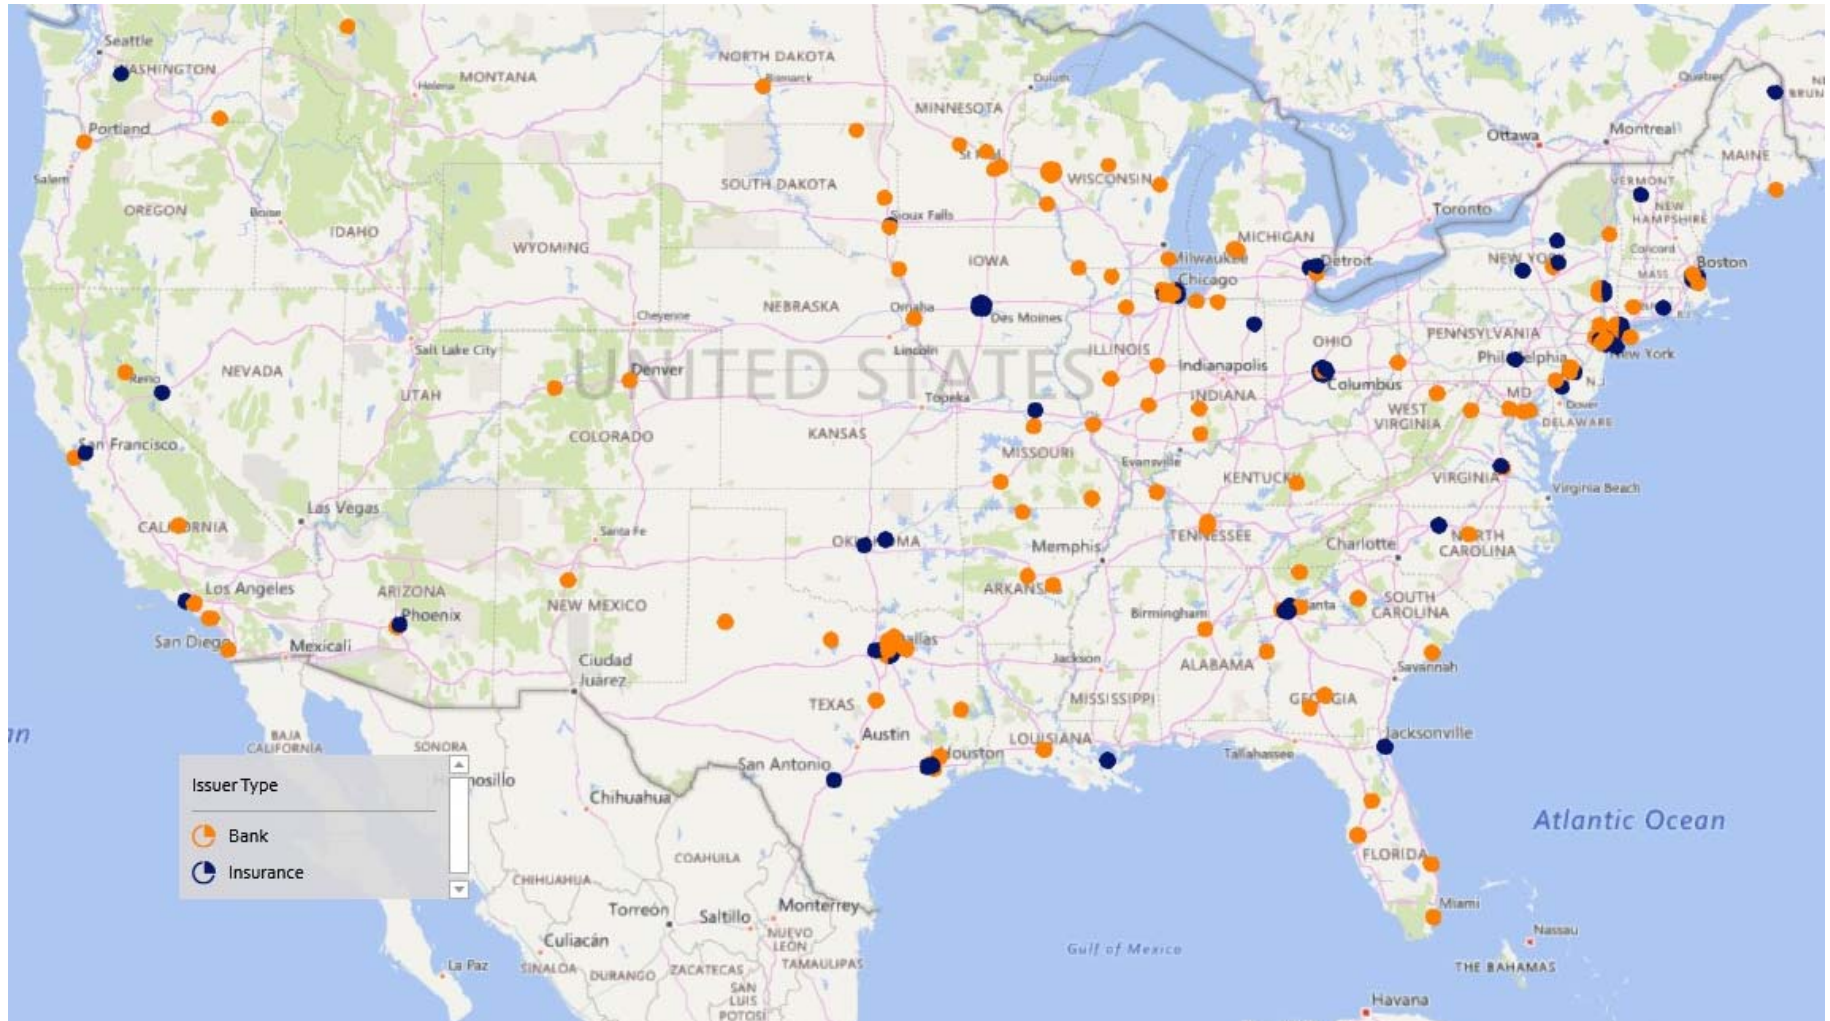 Seattle
WASHINGTON
Helena
MONTANA
NORTH DAKOTA
Bismarck
Duluth
MINNESOTA
Quebec
Portland
Ottawa
Montreal
MAINE
Salem
St Paul
WISCONSIN
SOUTH DAKOTA
VERMONT
OREGON
Boise
IDAHO
Sioux Falls
Toronto
NEW
HAMPSHIRE
WYOMING
MICHIGAN
Concord
IOWA
Milwaukee
Detroit
NEW YORK
Boston
MASS
Chicago
NEBRASKA
Omaha
Des Moines
Cheyenne
PENNSYLVANIA
OHIO
Salt Lake City
Lincoln
ILLINOIS
New York
Philadelphia
UNITED STATES
Indianapolis
NEVADA
Reno
Denver
Columbus
N.J
UTAH
Topeka
INDIANA
MD
Dover
WEST
VIRGINIA
DELAWARE
COLORADO
KANSAS
San Francisco
MISSOURI
Evansville
KENTUCKY
VIRGINIA
Virginia Beach
Las Vegas
CALIFORNIA
Santa Fe
OKLAHOMA
TENNESSEE
Memphis
Charlotte
NORTH
CAROLINA
Los Angeles
ARIZONA
NEW MEXICO
ARKANSAS
Phoenix
Birmingham
SOUTH
CAROLINA
San Diego
Mexicali
Dallas
Ciudad
Juárez
Jackson
ALABAMA
Savannah
TEXAS
MISSISSIPPI
GEORGIA
BAJA
CALIFORNIA
SONORA
Austin
LOUISIANA
Jacksonville
Tallahassee
Houston
San Antonio
Issuer Type
Bank
Insurance
Chihuahua
Atlantic Ocean
COAHUILA
FLORIDA
CHIHUAHUA
Torreón
Saltillo
Monterrey
Miami
Culiacán
NUEVO
LEÓN
Gulf of Mexico
Nassau
La Paz
SINALOA
DURANGO
ZACATECAS
TAMAULIPAS
THE BAHAMAS
SAN
LUIS
POTOSÍ
Havana